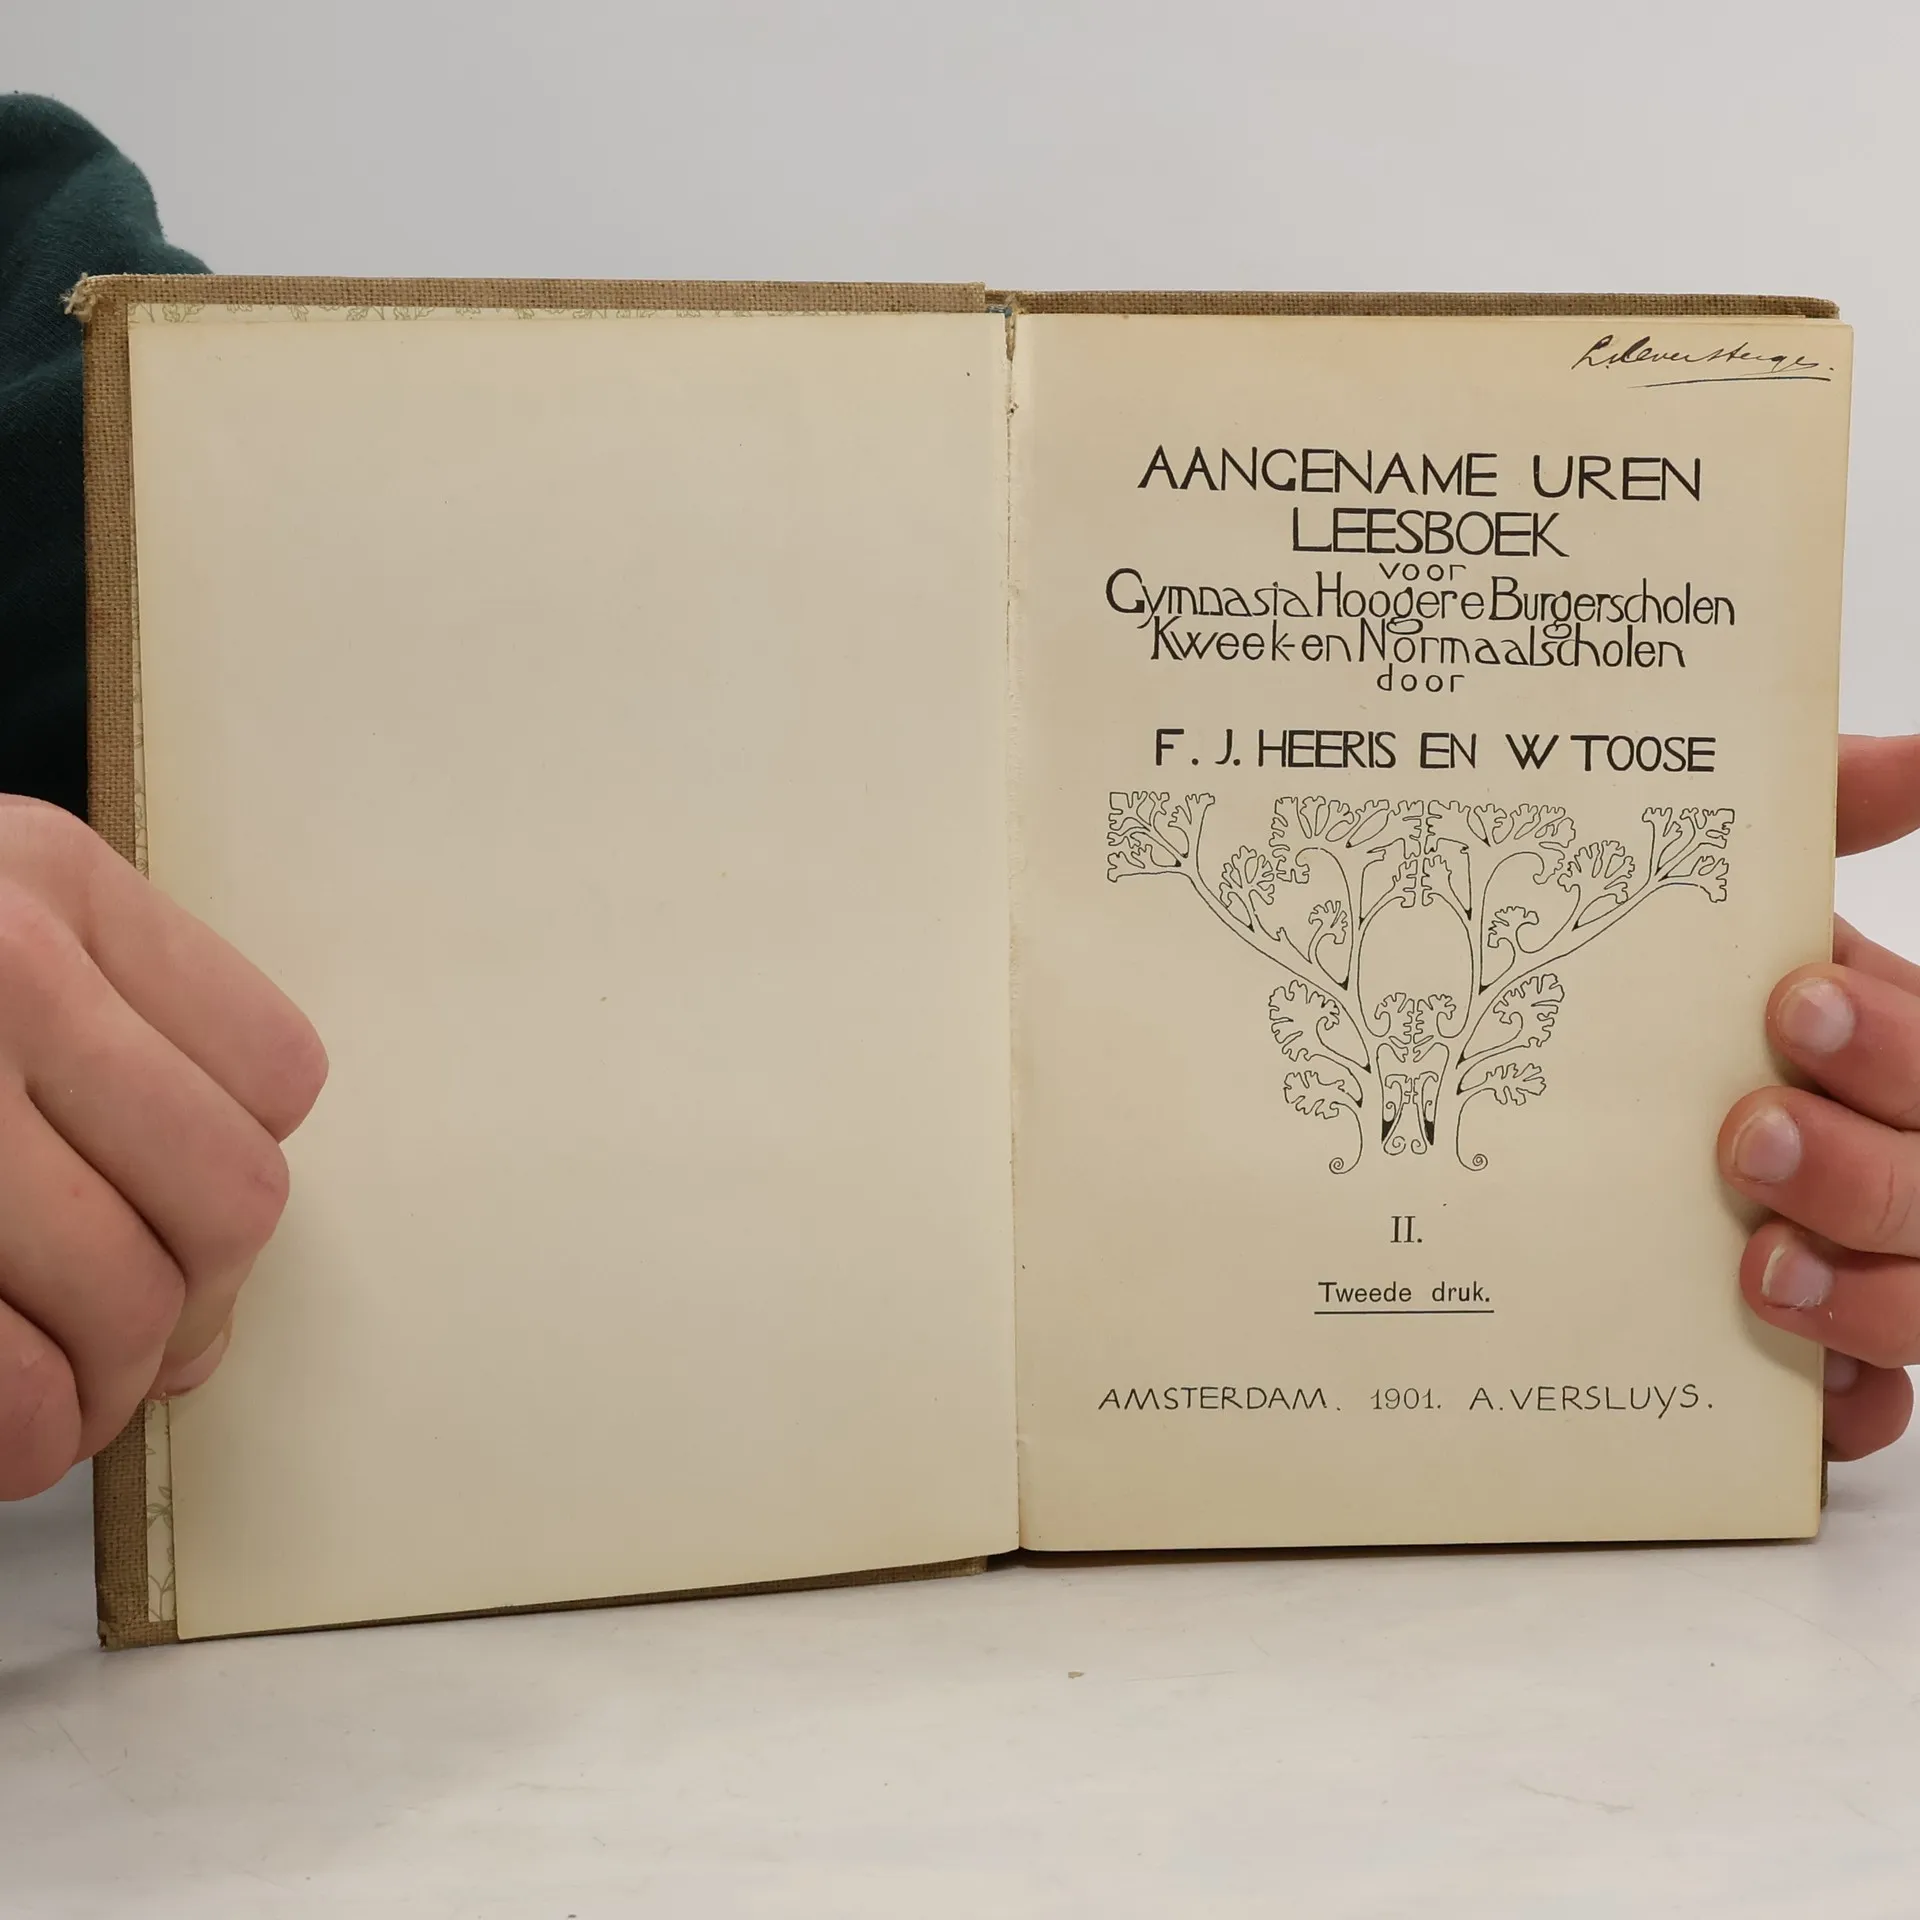 AANGENAME UREN
LEESBOEK
voor
Gymnasia Hoogere Burgerscholen
Kweek-en Normaalscholen
door
F. J. HEERIS EN W TOOSE
II.
Tweede druk.
AMSTERDAM. 1901. A. VERSLUYS.